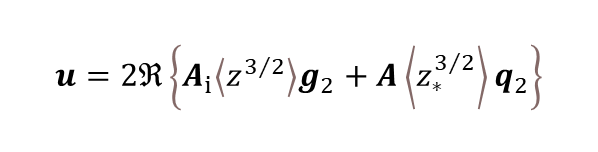 𝒖 = 2ℜ{𝑨ᵢ⟨𝑧^{3/2}⟩𝒈₂ + 𝑨⟨𝑧_*^{3/2}⟩𝒒₂}